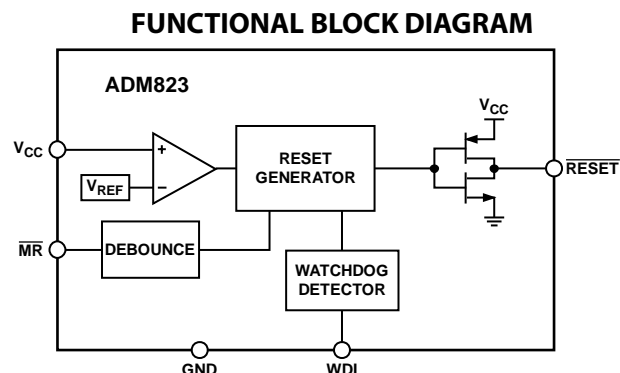 FUNCTIONAL BLOCK DIAGRAM
ADM823
VCC
VCC
+
RESET
GENERATOR
RESET
VREF
–
MR
DEBOUNCE
WATCHDOG
DETECTOR
GND
WDI